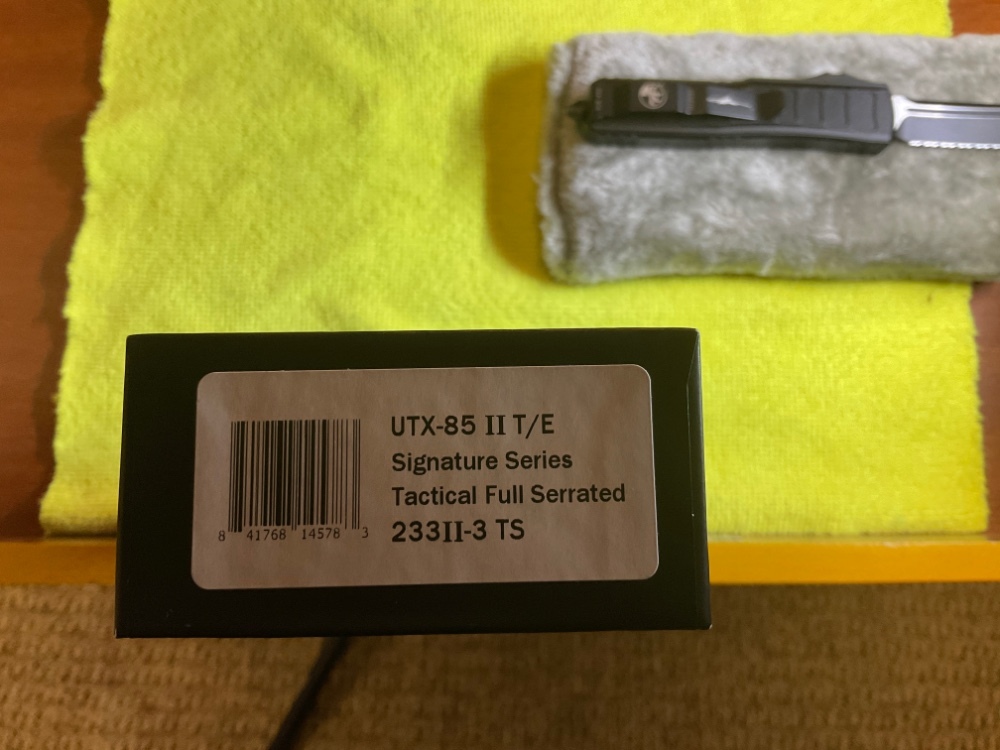 UTX-85 II T/E
Signature Series
Tactical Full Serrated
233II-3 TS
8 41768 14578 3